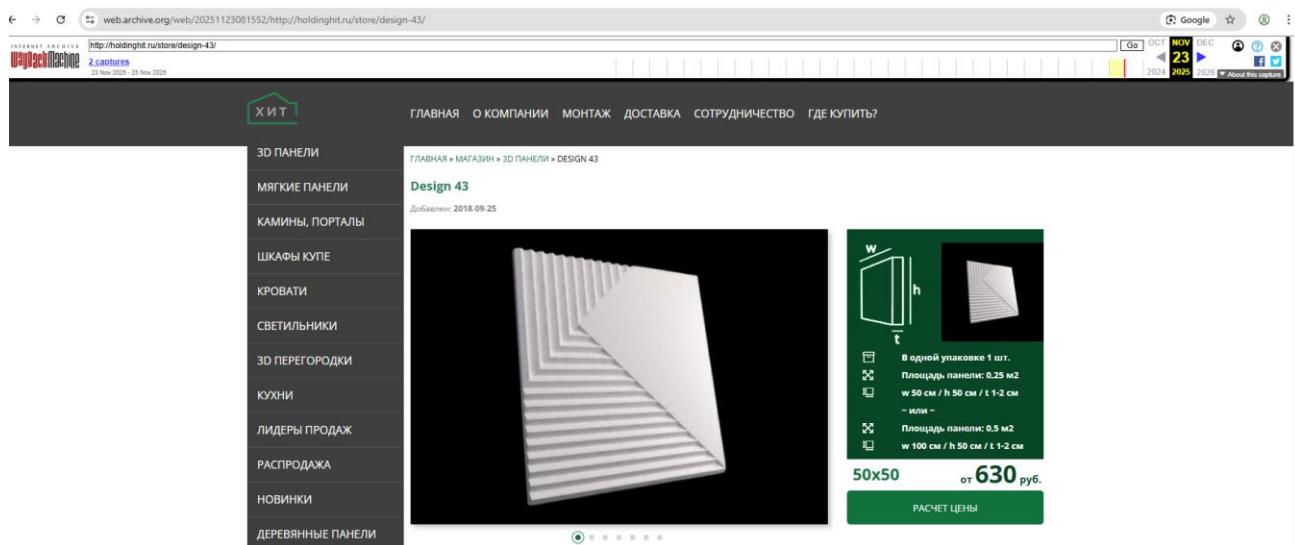 web.archive.org/web/20251123081552/http://holdinghit.ru/store/design-43/
Google
INTERNET ARCHIVE
WayBackMachine
http://holdinghit.ru/store/design-43/
Go
OCT NOV DEC
2 captures
23
23 Nov 2025 - 25 Nov 2025
2024 2025 2026
About this capture
ХИТ
ГЛАВНАЯ О КОМПАНИИ МОНТАЖ ДОСТАВКА СОТРУДНИЧЕСТВО ГДЕ КУПИТЬ?
3D ПАНЕЛИ
МЯГКИЕ ПАНЕЛИ
КАМИНЫ, ПОРТАЛЫ
ШКАФЫ КУПЕ
КРОВАТИ
СВЕТИЛЬНИКИ
3D ПЕРЕГОРОДКИ
КУХНИ
ЛИДЕРЫ ПРОДАЖ
РАСПРОДАЖА
НОВИНКИ
ДЕРЕВЯННЫЕ ПАНЕЛИ
ГЛАВНАЯ » МАГАЗИН » 3D ПАНЕЛИ » DESIGN 43
Design 43
Добавлен: 2018-09-25
w
h
t
В одной упаковке 1 шт.
Площадь панели: 0,25 м2
w 50 см / h 50 см / t 1-2 см
~ или ~
Площадь панели: 0,5 м2
w 100 см / h 50 см / t 1-2 см
50x50 от 630 руб.
РАСЧЕТ ЦЕНЫ